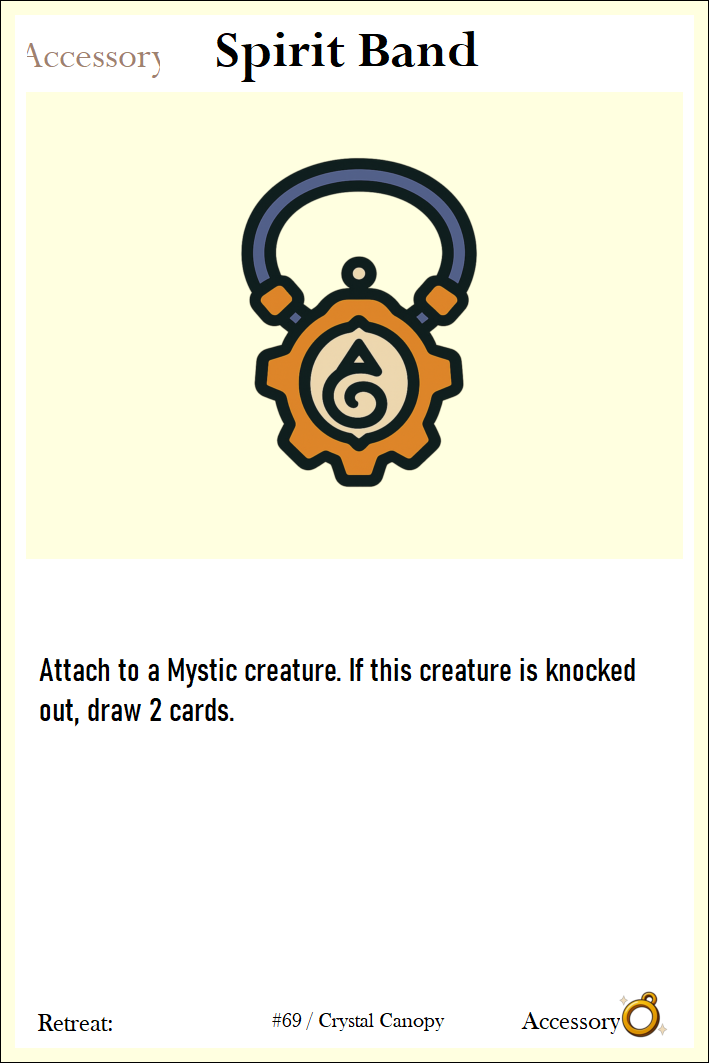 Accessory
Spirit Band
Attach to a Mystic creature. If this creature is knocked
out, draw 2 cards.
Retreat:
#69 / Crystal Canopy
Accessory